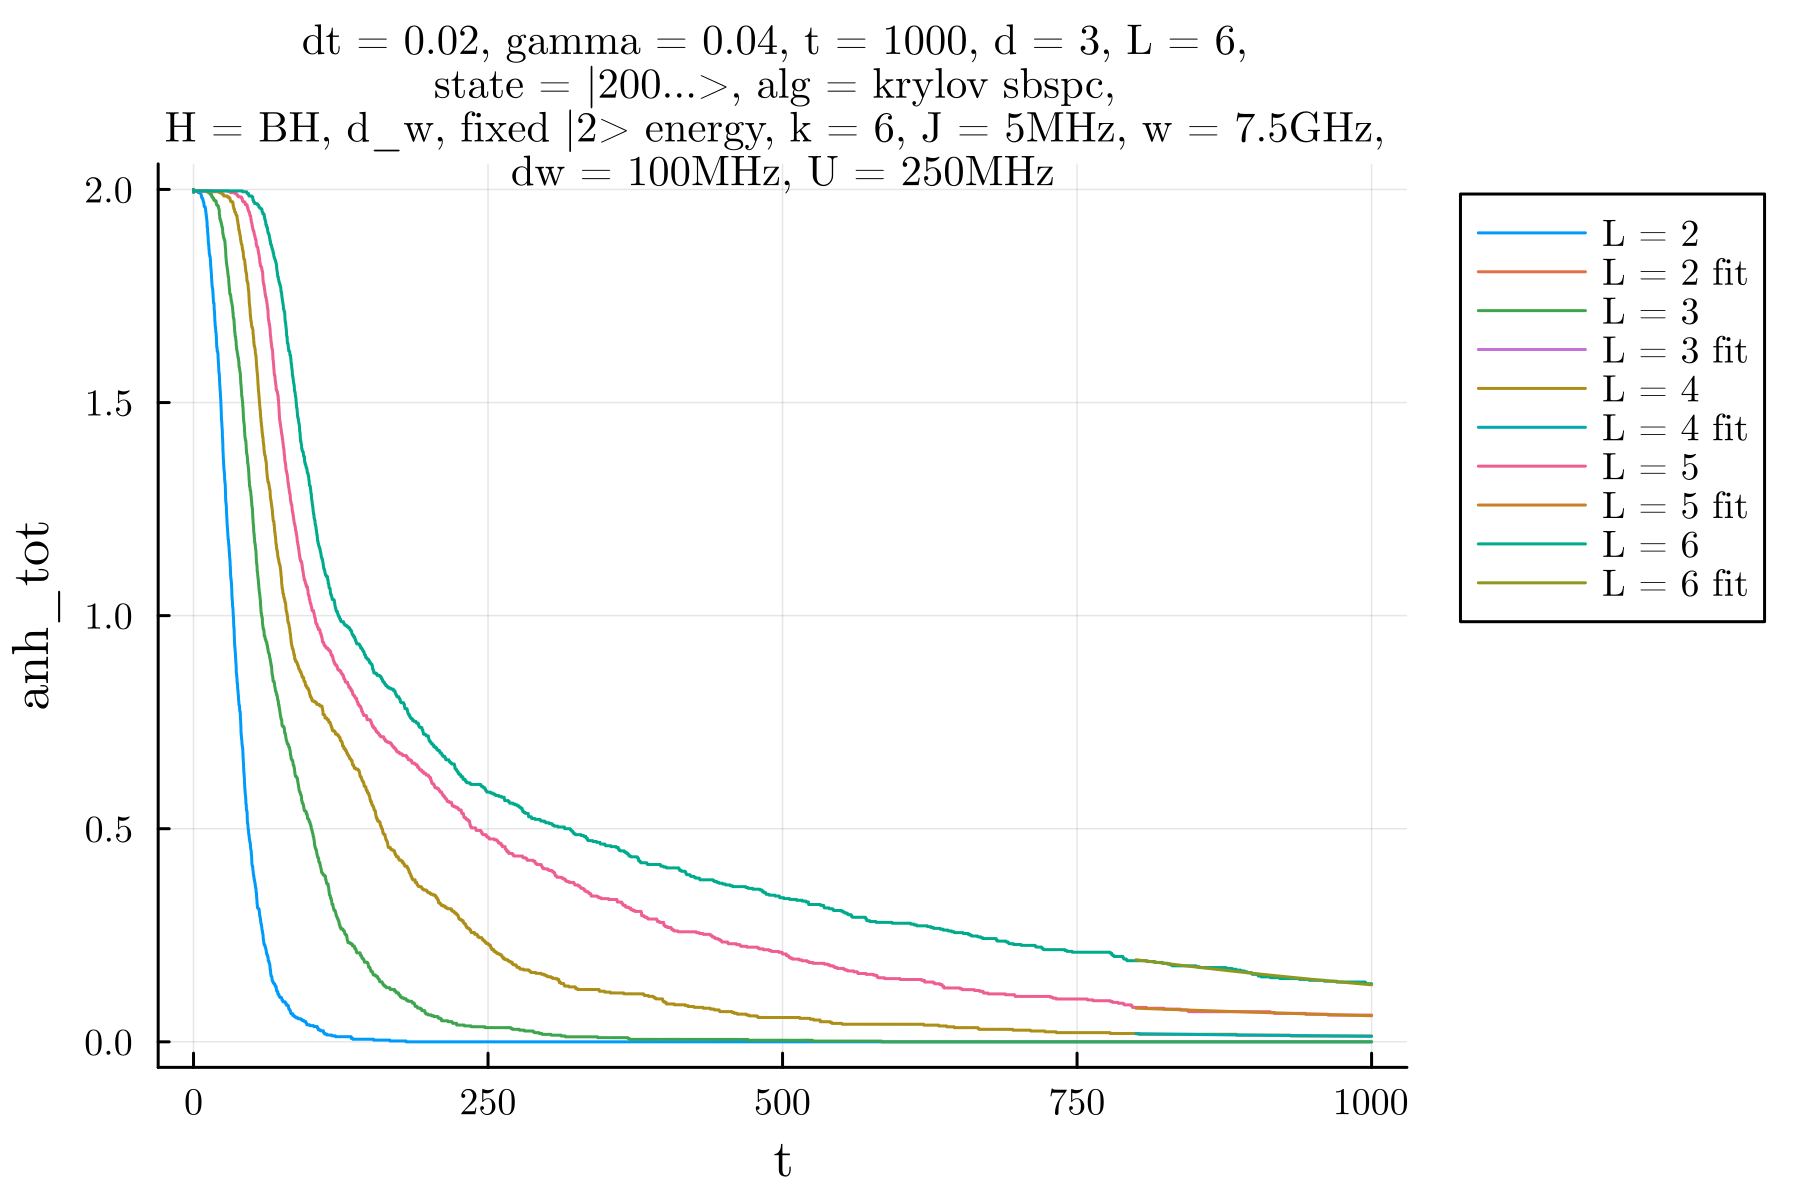 dt = 0.02, gamma = 0.04, t = 1000, d = 3, L = 6,
state = |200...>, alg = krylov sbspc,
H = BH, d_w, fixed |2> energy, k = 6, J = 5MHz, w = 7.5GHz,
dw = 100MHz, U = 250MHz
anh_tot
2.0
1.5
1.0
0.5
0.0
0
250
500
750
1000
t
L = 2
L = 2 fit
L = 3
L = 3 fit
L = 4
L = 4 fit
L = 5
L = 5 fit
L = 6
L = 6 fit